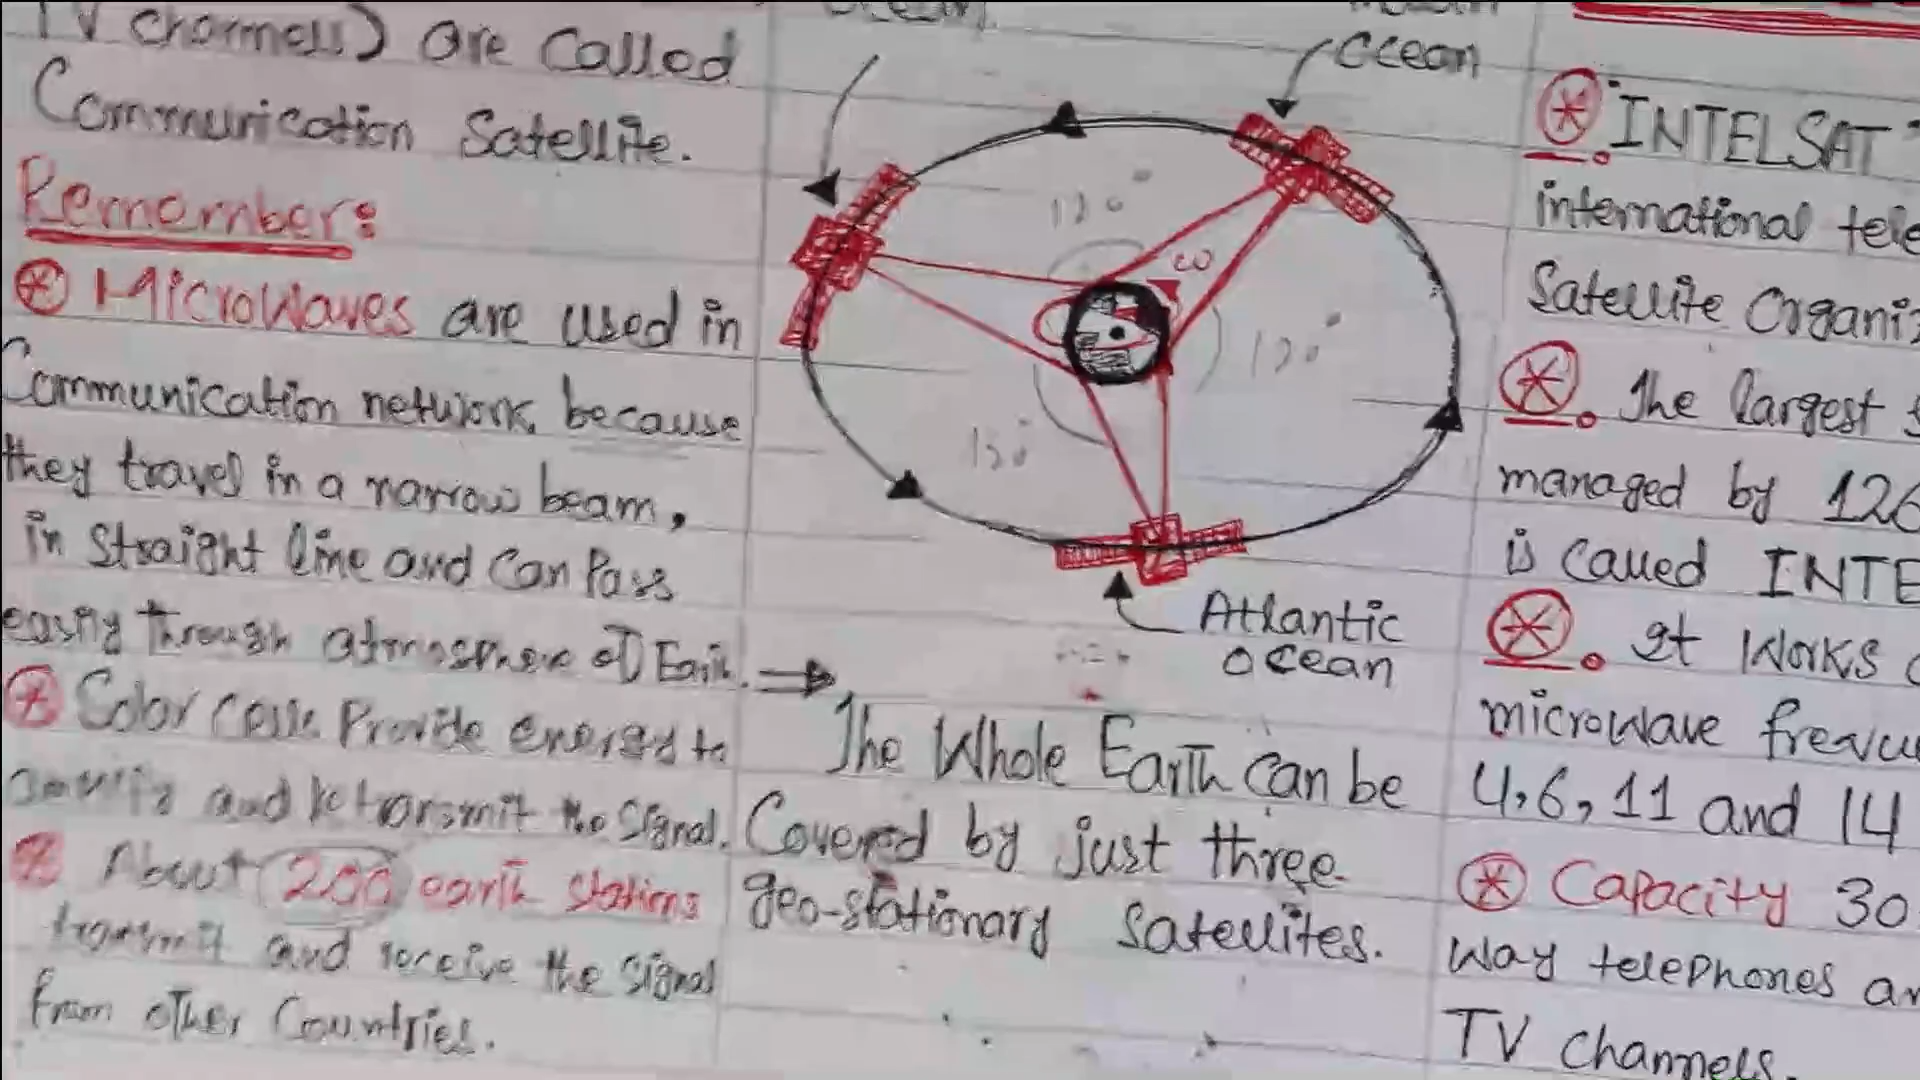 TV channels) are called
Communication Satellite.
Remember:
Microwaves are used in
Communication network because
they travel in a narrow beam,
in straight line and can Pass
easily through atmosphere of Earth.
Color cells Provide energy to
and retransmit the signal.
About 200 earth stations
transmit and receive the signal
from other Countries.
Ocean
120°
ω
120°
120°
Atlantic
ocean
The Whole Earth can be
Covered by just three
geo-stationary Satellites.
"INTELSAT"
international tele
Satellite Organiz
The largest s
managed by 126
is called INTE
It Works o
microwave frequ
4,6,11 and 14
Capacity 30
Way telephones an
TV channels.